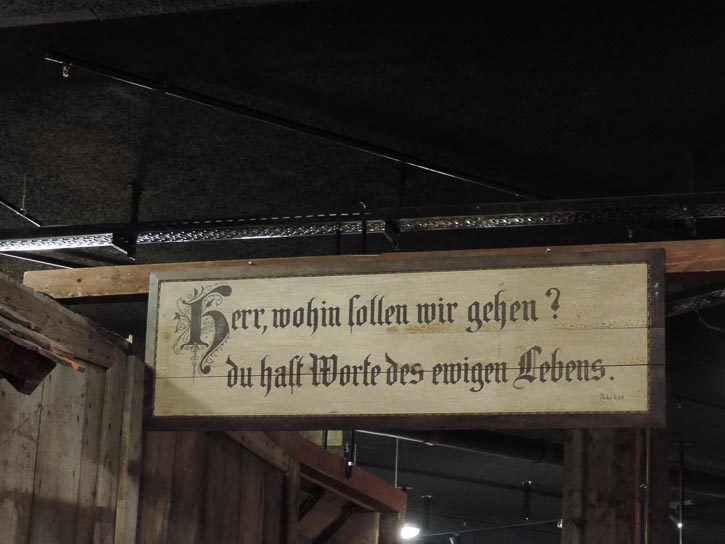 Herr, wohin sollen wir gehen?
du hast Worte des ewigen Lebens.